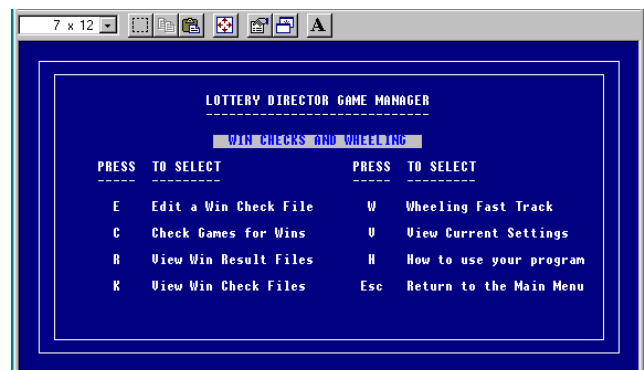 7 x 12
A
LOTTERY DIRECTOR GAME MANAGER
-----------------------------
WIN CHECKS AND WHEELING
PRESS TO SELECT PRESS TO SELECT
----- --------- ----- ---------
E Edit a Win Check File W Wheeling Fast Track
C Check Games for Wins V View Current Settings
R View Win Result Files H How to use your program
K View Win Check Files Esc Return to the Main Menu